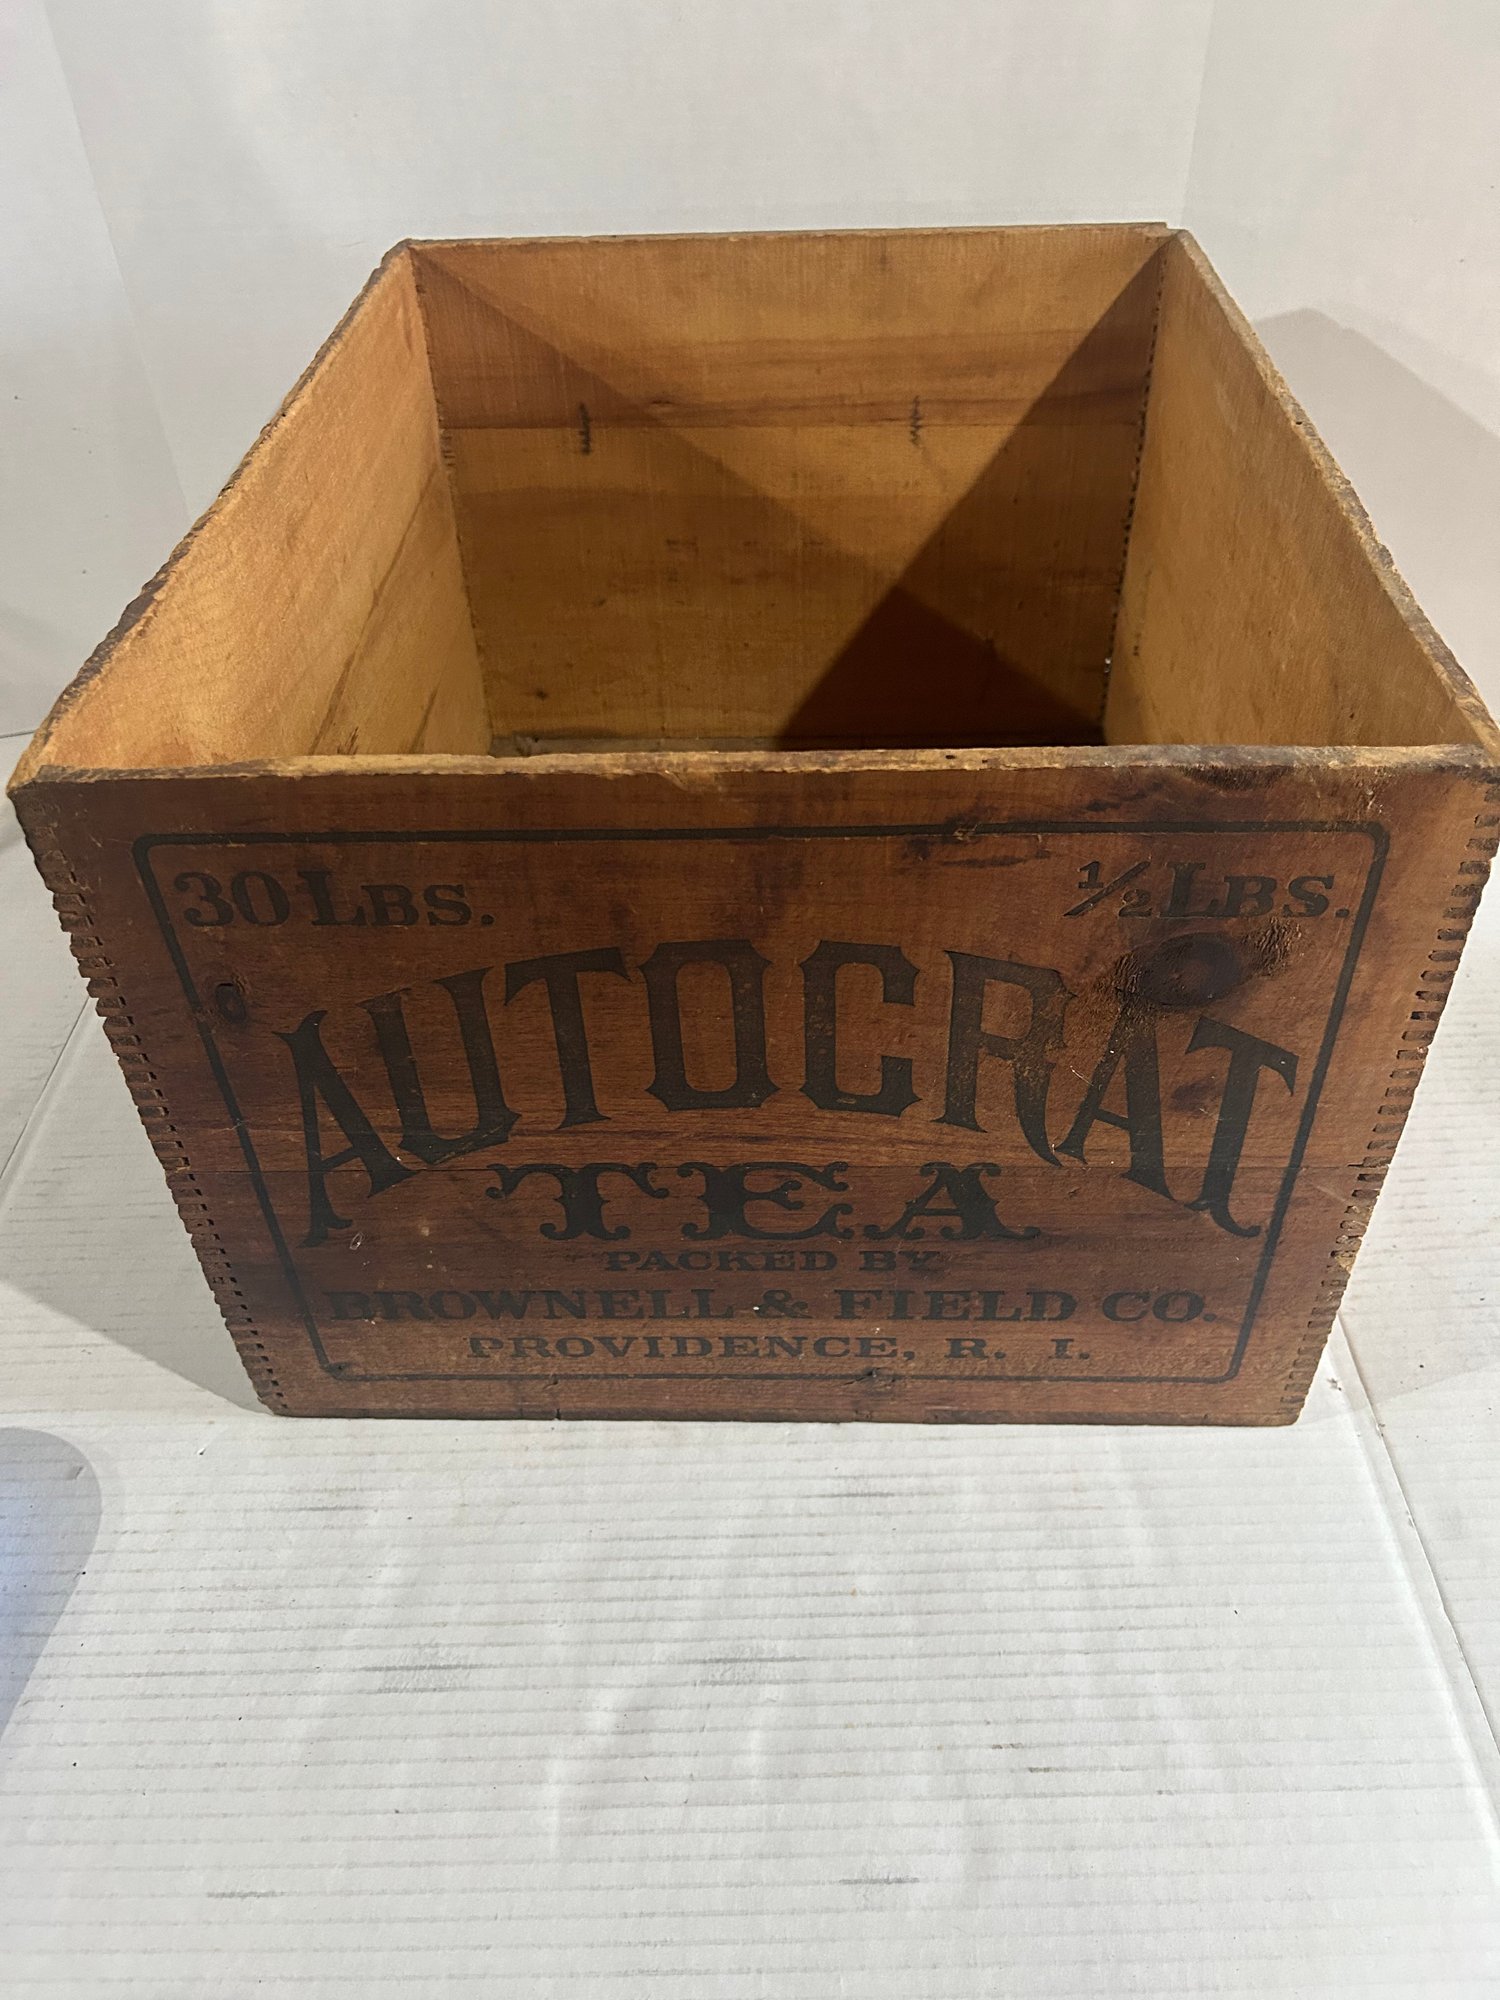 30 LBS. ½ LBS.
AUTOCRAT
TEA
PACKED BY
BROWNELL & FIELD CO.
PROVIDENCE, R. I.